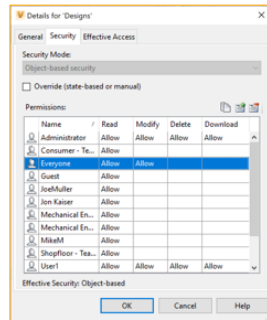 Details for 'Designs'
General Security Effective Access
Security Mode:
Object-based security
Override (state-based or manual)
Permissions:
Name / Read Modify Delete Download
Administrator Allow Allow Allow Allow
Consumer - Te... Allow
Everyone Allow Allow
Guest Allow
JoeMuller Allow
Jon Kaiser Allow
Mechanical En... Allow
Mechanical En... Allow
MikeM Allow
Shopfloor - Tea... Allow
User1 Allow Allow Allow Allow
Effective Security: Object-based
OK Cancel Help